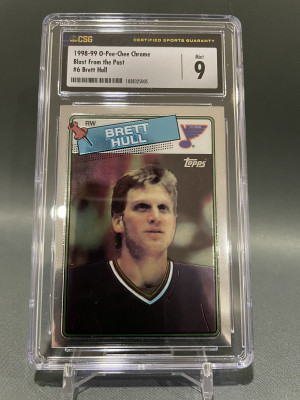 CSG
CERTIFIED SPORTS GUARANTY
1998-99 O-Pee-Chee Chrome
Blast From the Past
#6 Brett Hull
Mint
9
RW
BRETT
HULL
Topps